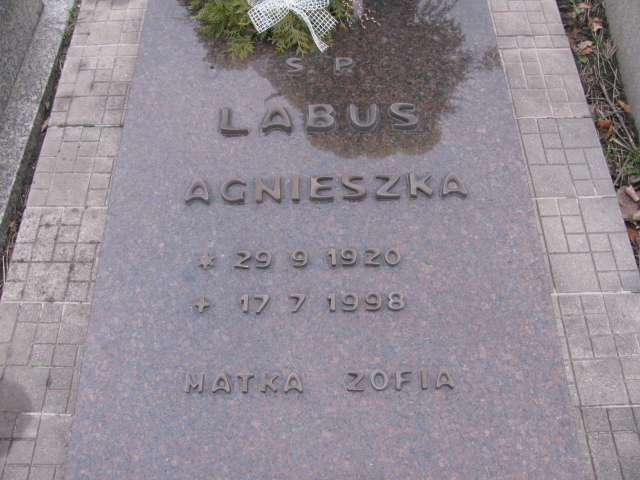 S. P.
LABUS
AGNIESZKA
* 29 9 1920
+ 17 7 1998
MATKA ZOFIA